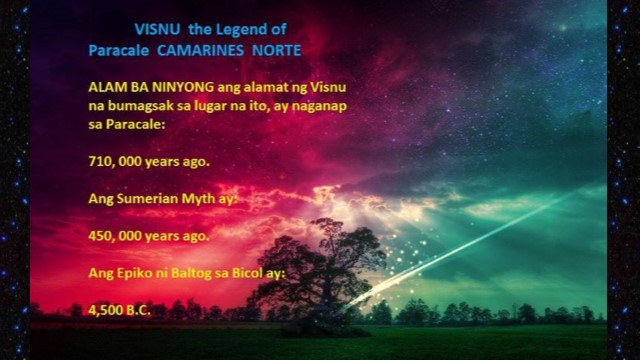 VISNU the Legend of
Paracale CAMARINES NORTE
ALAM BA NINYONG ang alamat ng Visnu
na bumagsak sa lugar na ito, ay naganap
sa Paracale:
710, 000 years ago.
Ang Sumerian Myth ay:
450, 000 years ago.
Ang Epiko ni Baltog sa Bicol ay:
4,500 B.C.